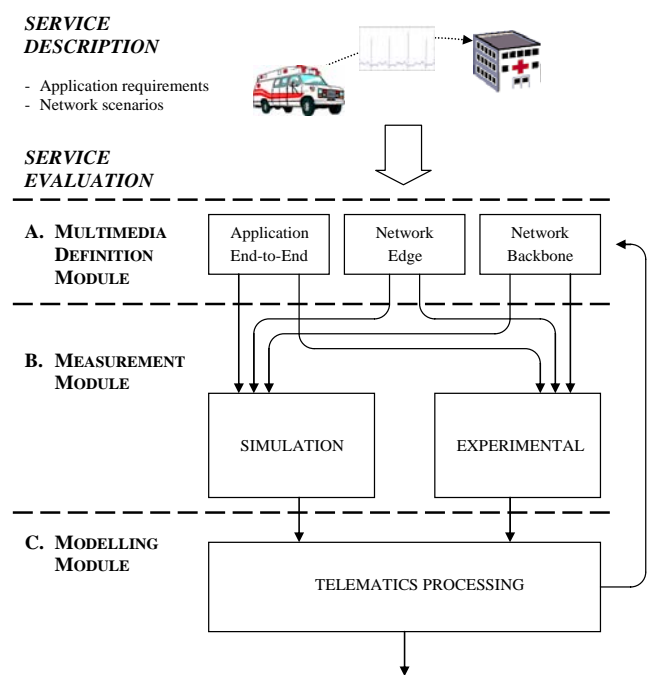 SERVICE
DESCRIPTION
- Application requirements
- Network scenarios
SERVICE
EVALUATION
A. MULTIMEDIA
DEFINITION
MODULE
Application
End-to-End
Network
Edge
Network
Backbone
B. MEASUREMENT
MODULE
SIMULATION
EXPERIMENTAL
C. MODELLING
MODULE
TELEMATICS PROCESSING